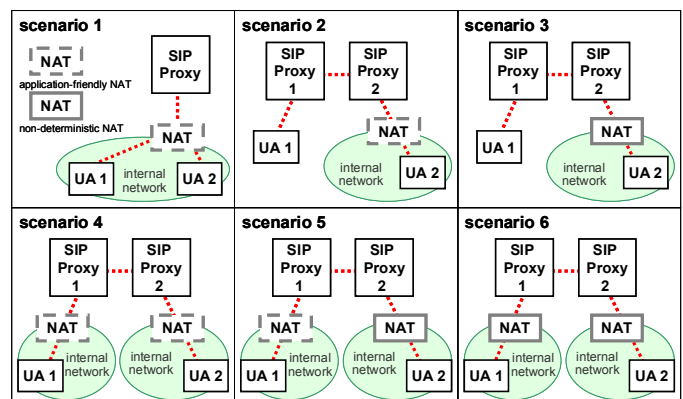 scenario 1
NAT
application-friendly NAT
NAT
non-deterministic NAT
SIP
Proxy
NAT
UA 1
internal
network
UA 2
scenario 2
SIP
Proxy
1
SIP
Proxy
2
UA 1
NAT
internal
network
UA 2
scenario 3
SIP
Proxy
1
SIP
Proxy
2
UA 1
NAT
internal
network
UA 2
scenario 4
SIP
Proxy
1
SIP
Proxy
2
NAT
NAT
UA 1
internal
network
internal
network
UA 2
scenario 5
SIP
Proxy
1
SIP
Proxy
2
NAT
NAT
UA 1
internal
network
internal
network
UA 2
scenario 6
SIP
Proxy
1
SIP
Proxy
2
NAT
NAT
UA 1
internal
network
internal
network
UA 2